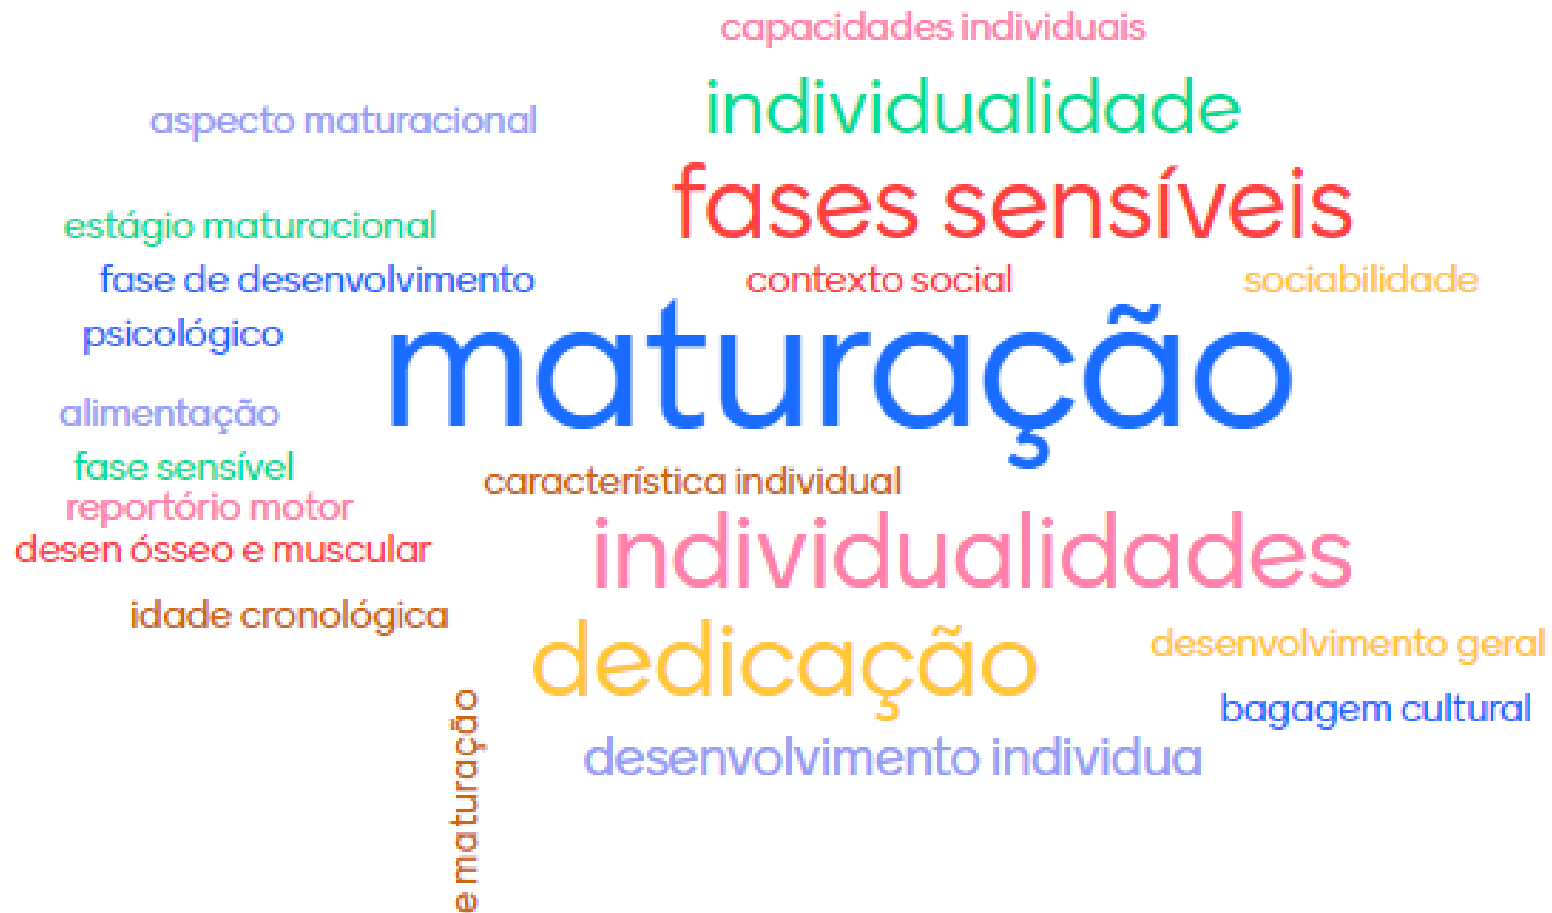 capacidades individuais
individualidade
aspecto maturacional
fases sensíveis
estágio maturacional
fase de desenvolvimento
contexto social
sociabilidade
psicológico
maturação
alimentação
fase sensível
característica individual
reportório motor
desen ósseo e muscular
individualidades
idade cronológica
dedicação
desenvolvimento geral
bagagem cultural
desenvolvimento individua
e maturação